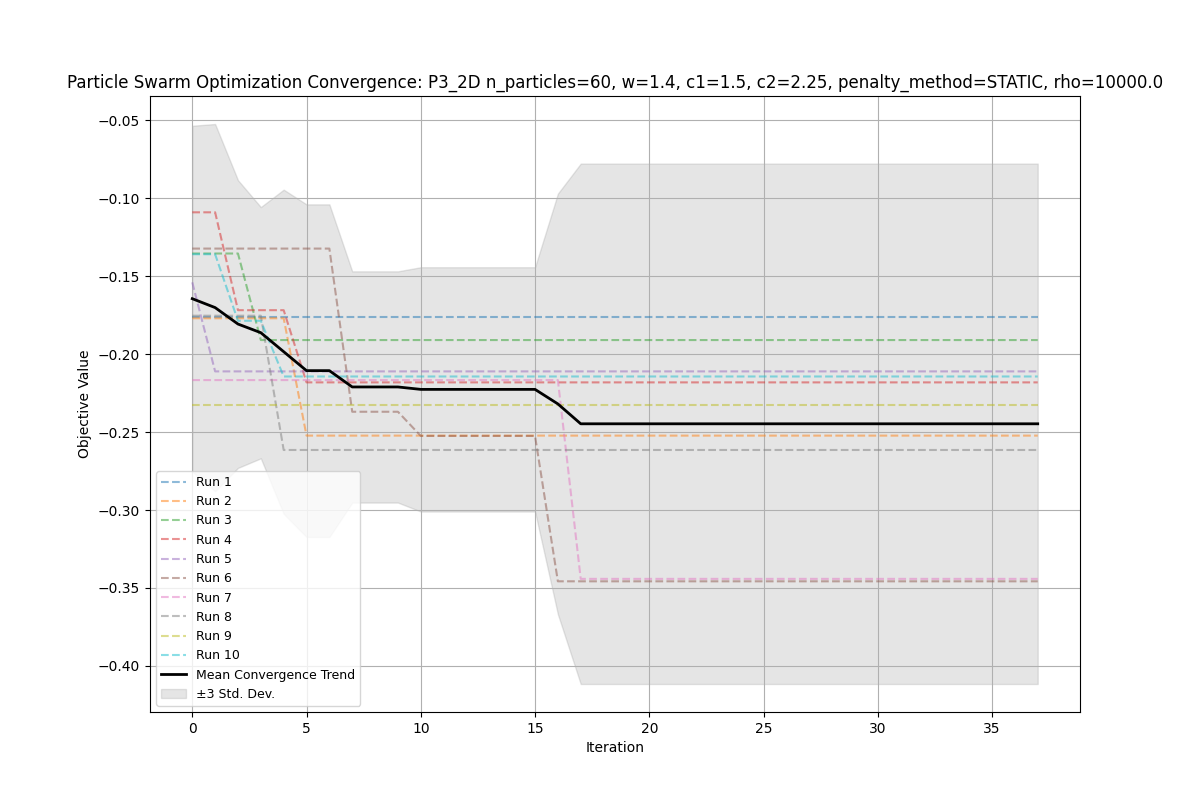 Particle Swarm Optimization Convergence: P3_2D n_particles=60, w=1.4, c1=1.5, c2=2.25, penalty_method=STATIC, rho=10000.0
Objective Value
−0.05
−0.10
−0.15
−0.20
−0.25
−0.30
−0.35
−0.40
Run 1
Run 2
Run 3
Run 4
Run 5
Run 6
Run 7
Run 8
Run 9
Run 10
Mean Convergence Trend
±3 Std. Dev.
0 5 10 15 20 25 30 35
Iteration